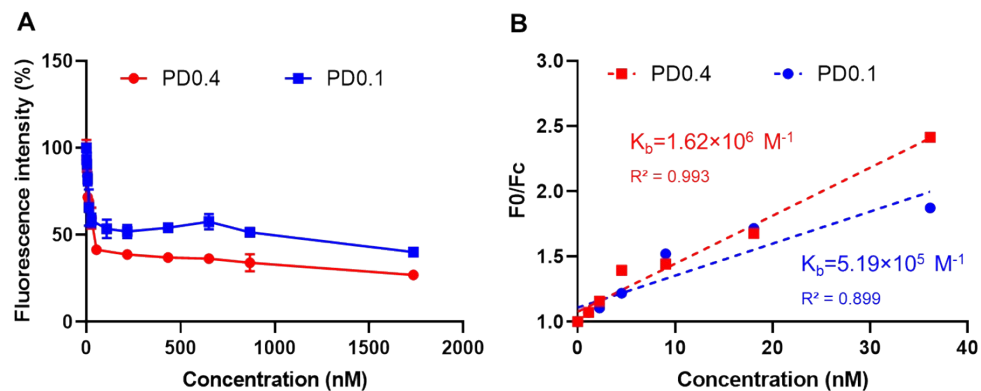 A
150
100
50
0
Fluorescence intensity (%)
PD0.4
PD0.1
0 500 1000 1500 2000
Concentration (nM)
B
3.0
2.5
2.0
1.5
1.0
F0/Fc
PD0.4
PD0.1
K_b=1.62×10⁶ M⁻¹
R² = 0.993
K_b=5.19×10⁵ M⁻¹
R² = 0.899
0 10 20 30 40
Concentration (nM)